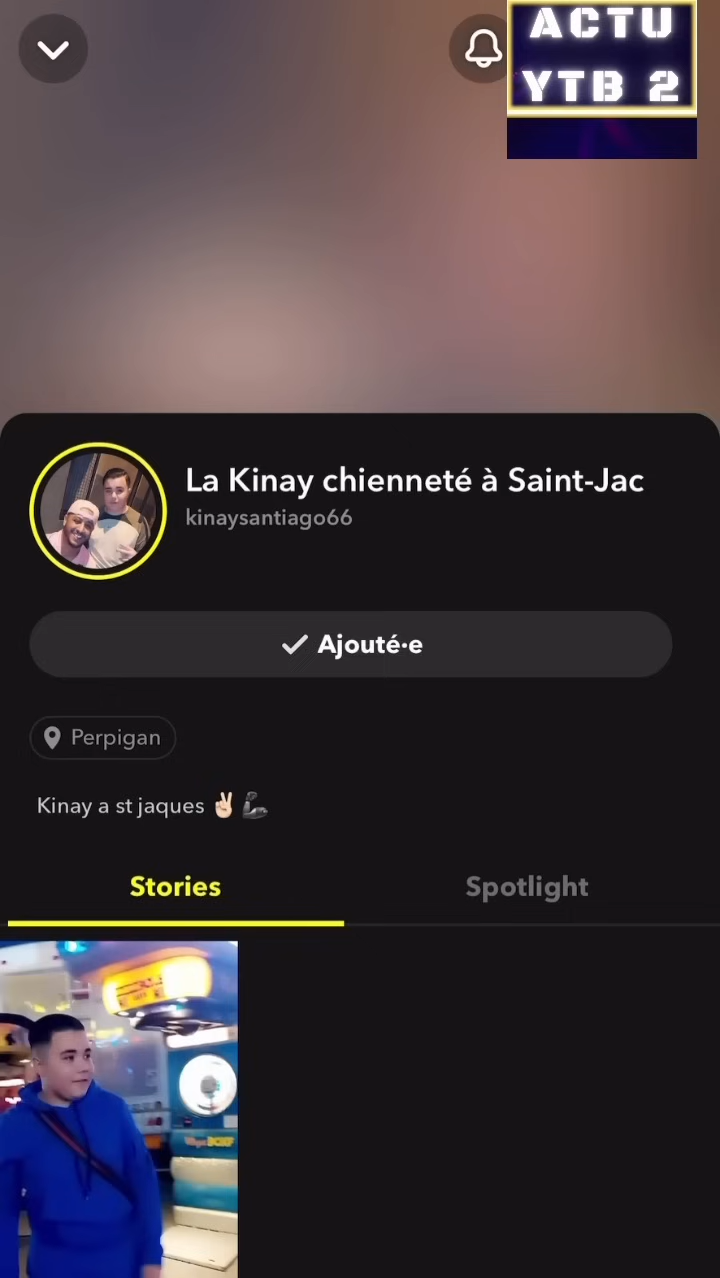 ACTU
YTB 2
La Kinay chienneté à Saint-Jac
kinaysantiago66
Ajouté·e
Perpigan
Kinay a st jaques ✌🏻🦾
Stories
Spotlight